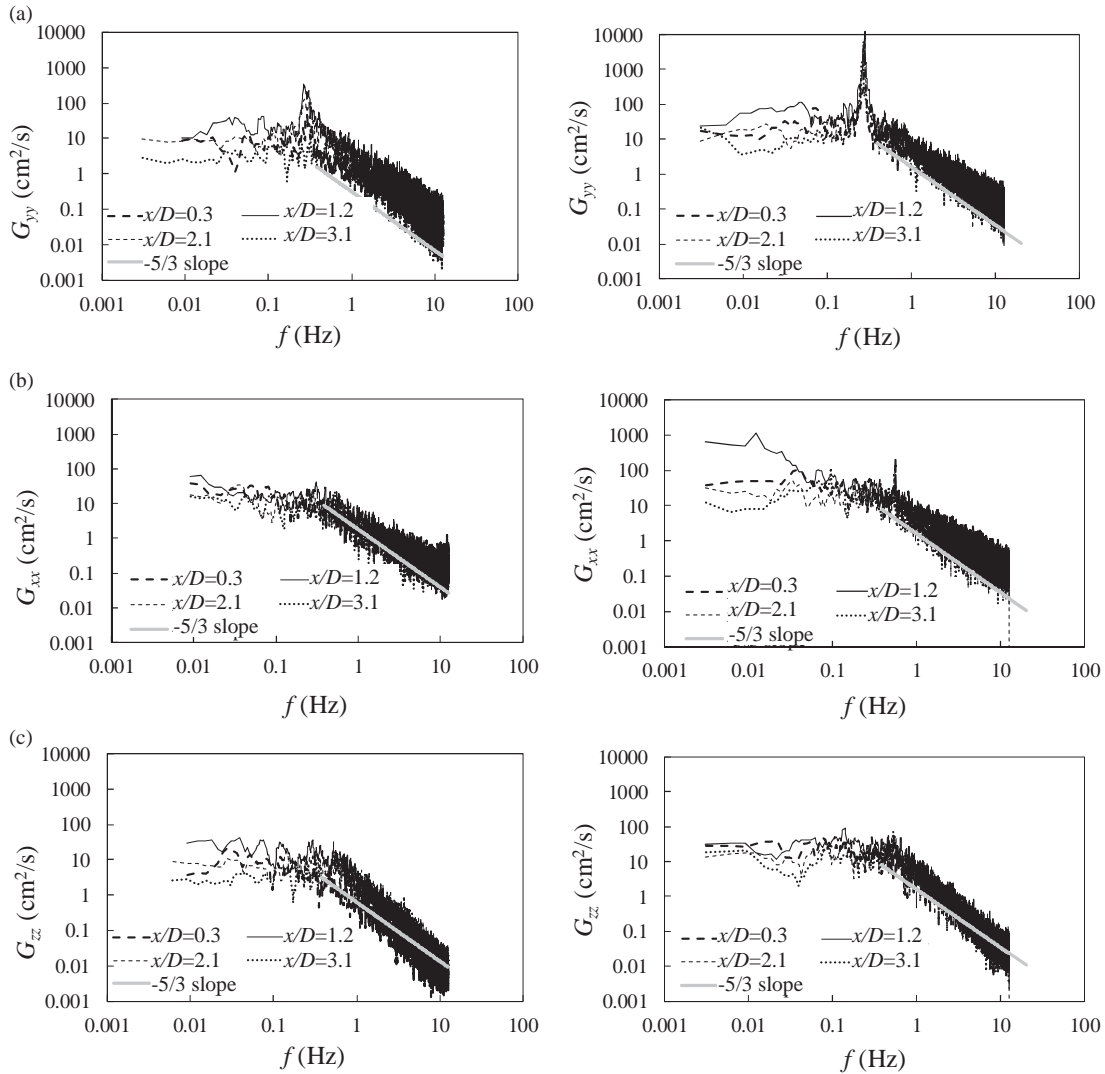 (a)
10000
1000
100
10
1
0.1
0.01
0.001
G_yy (cm²/s)
x/D=0.3
x/D=1.2
x/D=2.1
x/D=3.1
-5/3 slope
0.001 0.01 0.1 1 10 100
f (Hz)
10000
1000
100
10
1
0.1
0.01
0.001
G_yy (cm²/s)
x/D=0.3
x/D=1.2
x/D=2.1
x/D=3.1
-5/3 slope
0.001 0.01 0.1 1 10 100
f (Hz)
(b)
10000
1000
100
10
1
0.1
0.01
0.001
G_xx (cm²/s)
x/D=0.3
x/D=1.2
x/D=2.1
x/D=3.1
-5/3 slope
0.001 0.01 0.1 1 10 100
f (Hz)
10000
1000
100
10
1
0.1
0.01
0.001
G_xx (cm²/s)
x/D=0.3
x/D=1.2
x/D=2.1
x/D=3.1
-5/3 slope
0.001 0.01 0.1 1 10 100
f (Hz)
(c)
10000
1000
100
10
1
0.1
0.01
0.001
G_zz (cm²/s)
x/D=0.3
x/D=1.2
x/D=2.1
x/D=3.1
-5/3 slope
0.001 0.01 0.1 1 10 100
f (Hz)
10000
1000
100
10
1
0.1
0.01
0.001
G_zz (cm²/s)
x/D=0.3
x/D=1.2
x/D=2.1
x/D=3.1
-5/3 slope
0.001 0.01 0.1 1 10 100
f (Hz)